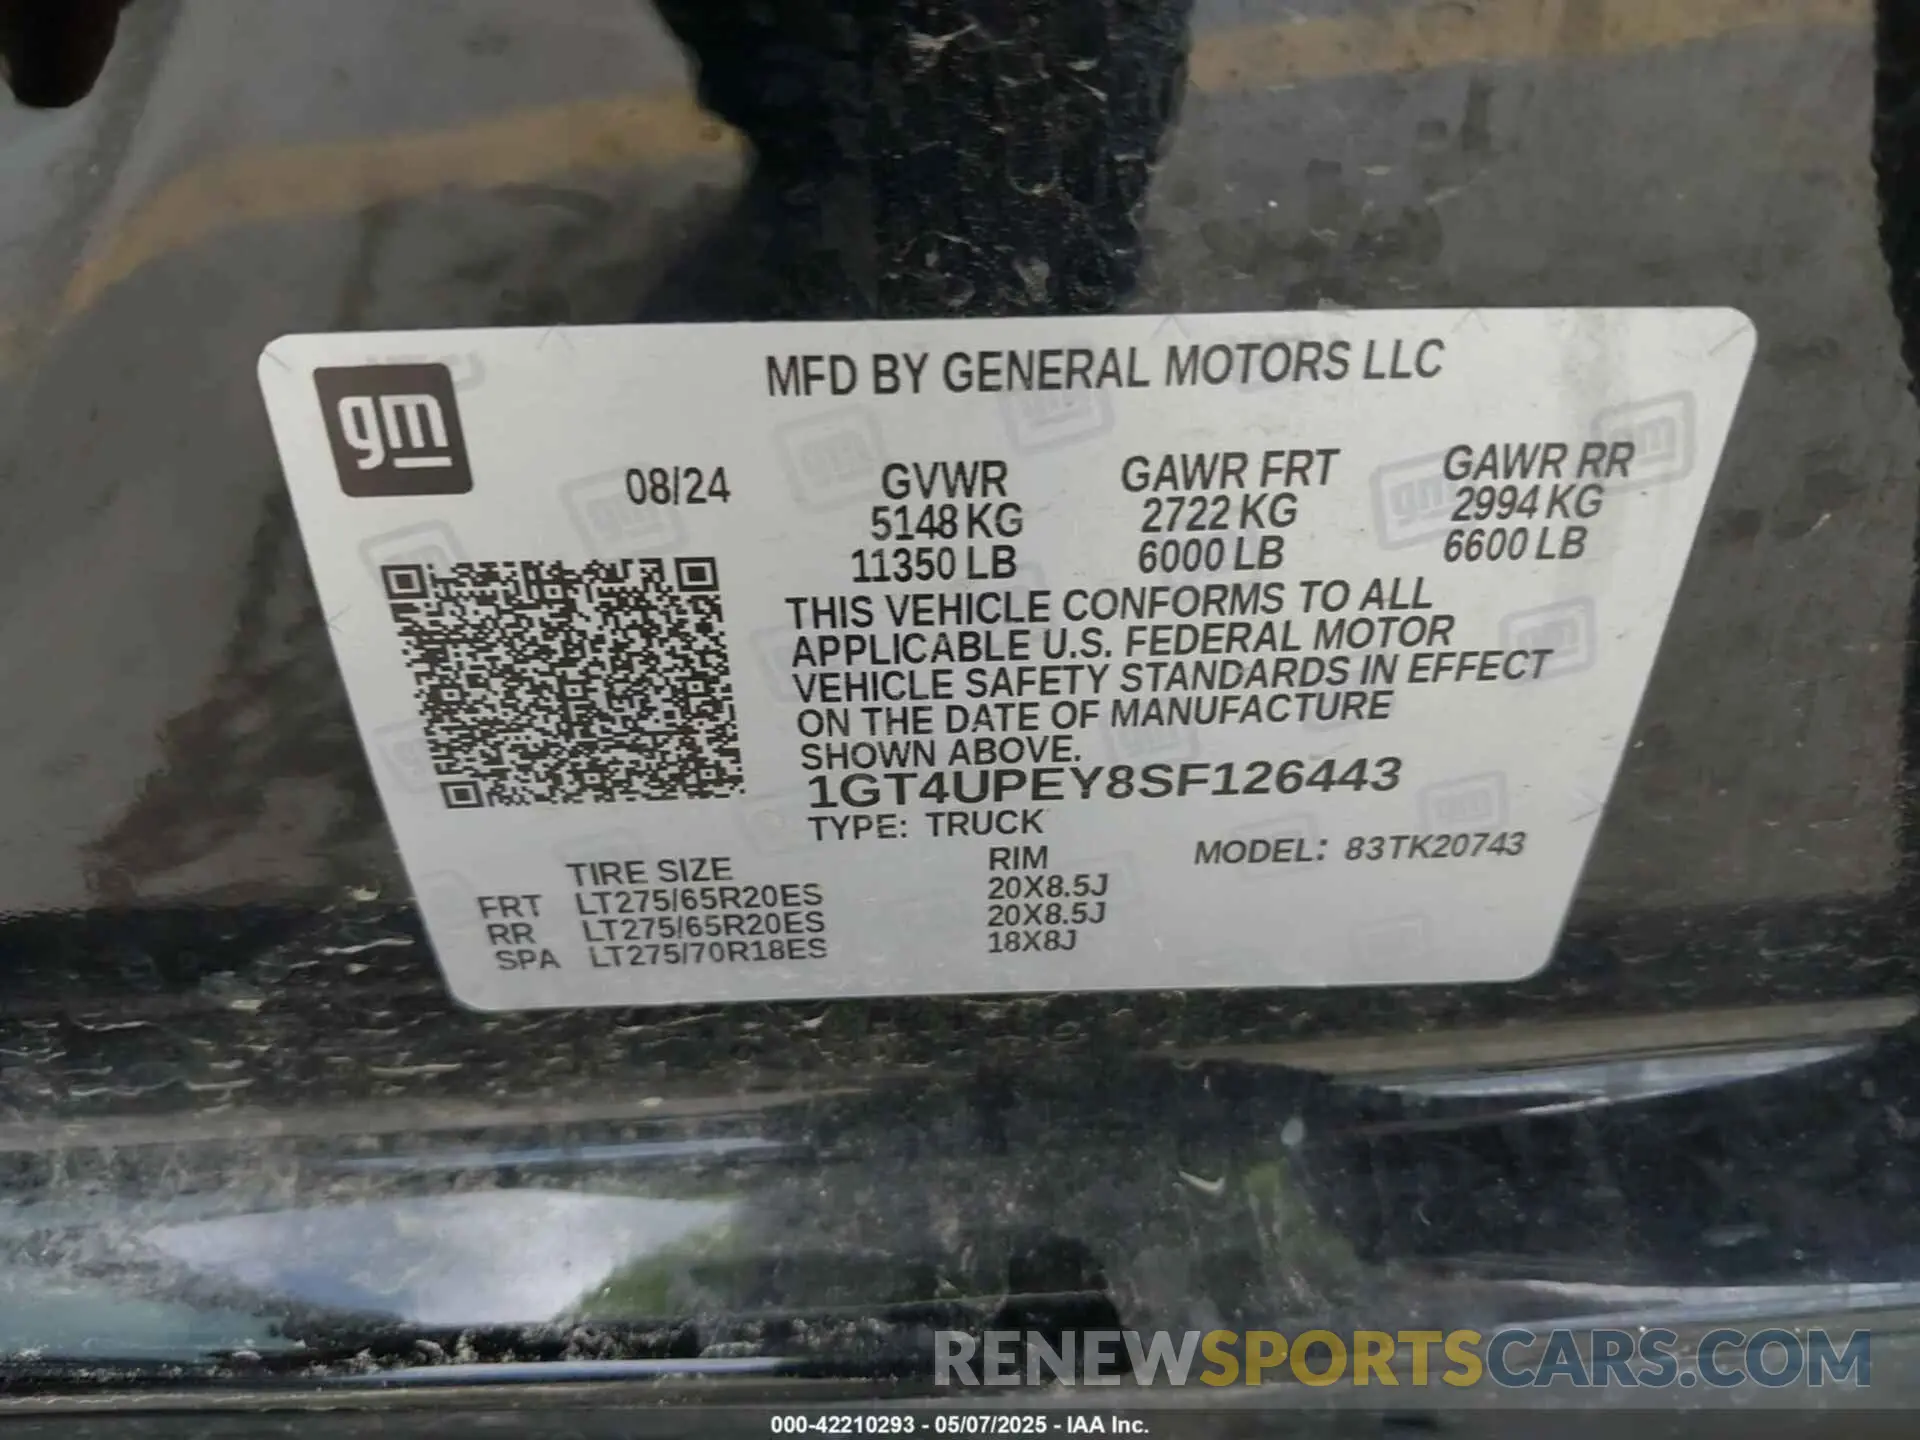 MFD BY GENERAL MOTORS LLC
gm
08/24 GVWR GAWR FRT GAWR RR
5148 KG 2722 KG 2994 KG
11350 LB 6000 LB 6600 LB
THIS VEHICLE CONFORMS TO ALL
APPLICABLE U.S. FEDERAL MOTOR
VEHICLE SAFETY STANDARDS IN EFFECT
ON THE DATE OF MANUFACTURE
SHOWN ABOVE.
1GT4UPEY8SF126443
TYPE: TRUCK
MODEL: 83TK20743
TIRE SIZE RIM
FRT LT275/65R20ES 20X8.5J
RR LT275/65R20ES 20X8.5J
SPA LT275/70R18ES 18X8J
RENEWSPORTSCARS.COM
000-42210293 - 05/07/2025 - IAA Inc.